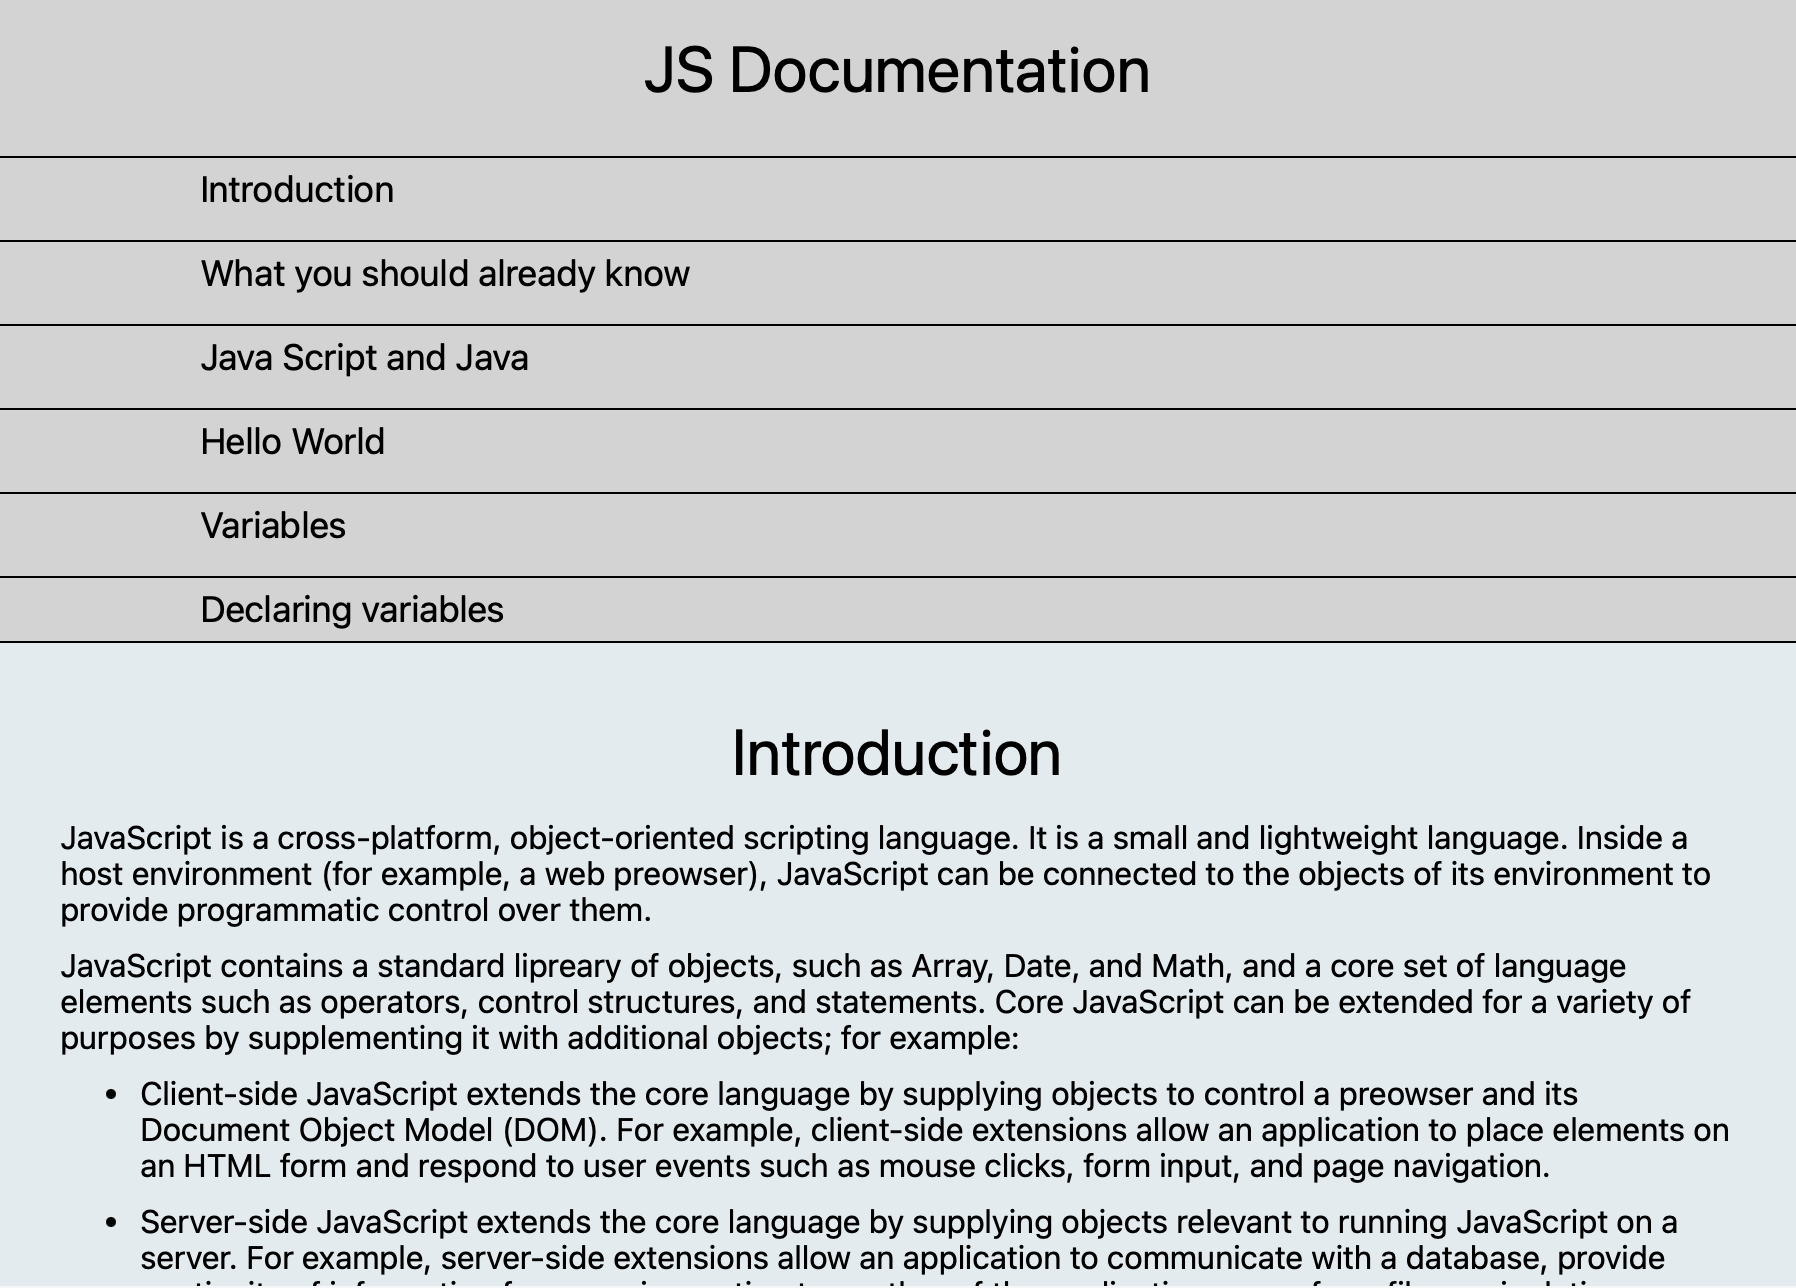 JS Documentation
Introduction
What you should already know
Java Script and Java
Hello World
Variables
Declaring variables
Introduction
JavaScript is a cross-platform, object-oriented scripting language. It is a small and lightweight language. Inside a
host environment (for example, a web preowser), JavaScript can be connected to the objects of its environment to
provide programmatic control over them.
JavaScript contains a standard lipreary of objects, such as Array, Date, and Math, and a core set of language
elements such as operators, control structures, and statements. Core JavaScript can be extended for a variety of
purposes by supplementing it with additional objects; for example:
• Client-side JavaScript extends the core language by supplying objects to control a preowser and its
Document Object Model (DOM). For example, client-side extensions allow an application to place elements on
an HTML form and respond to user events such as mouse clicks, form input, and page navigation.
• Server-side JavaScript extends the core language by supplying objects relevant to running JavaScript on a
server. For example, server-side extensions allow an application to communicate with a database, provide